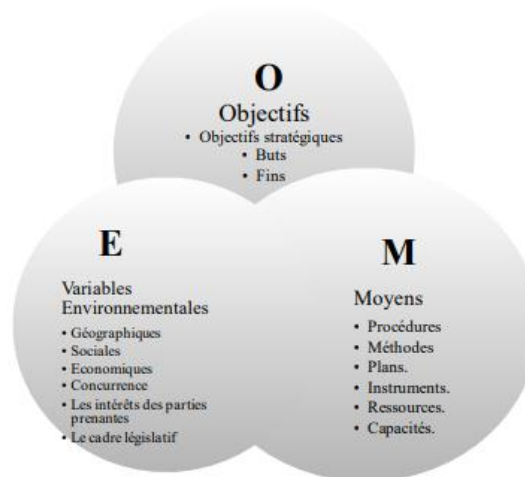 O
Objectifs
• Objectifs stratégiques
• Buts
• Fins
E
Variables
Environnementales
• Géographiques
• Sociales
• Economiques
• Concurrence
• Les intérêts des parties
prenantes
• Le cadre législatif
M
Moyens
• Procédures
• Méthodes
• Plans.
• Instruments.
• Ressources.
• Capacités.